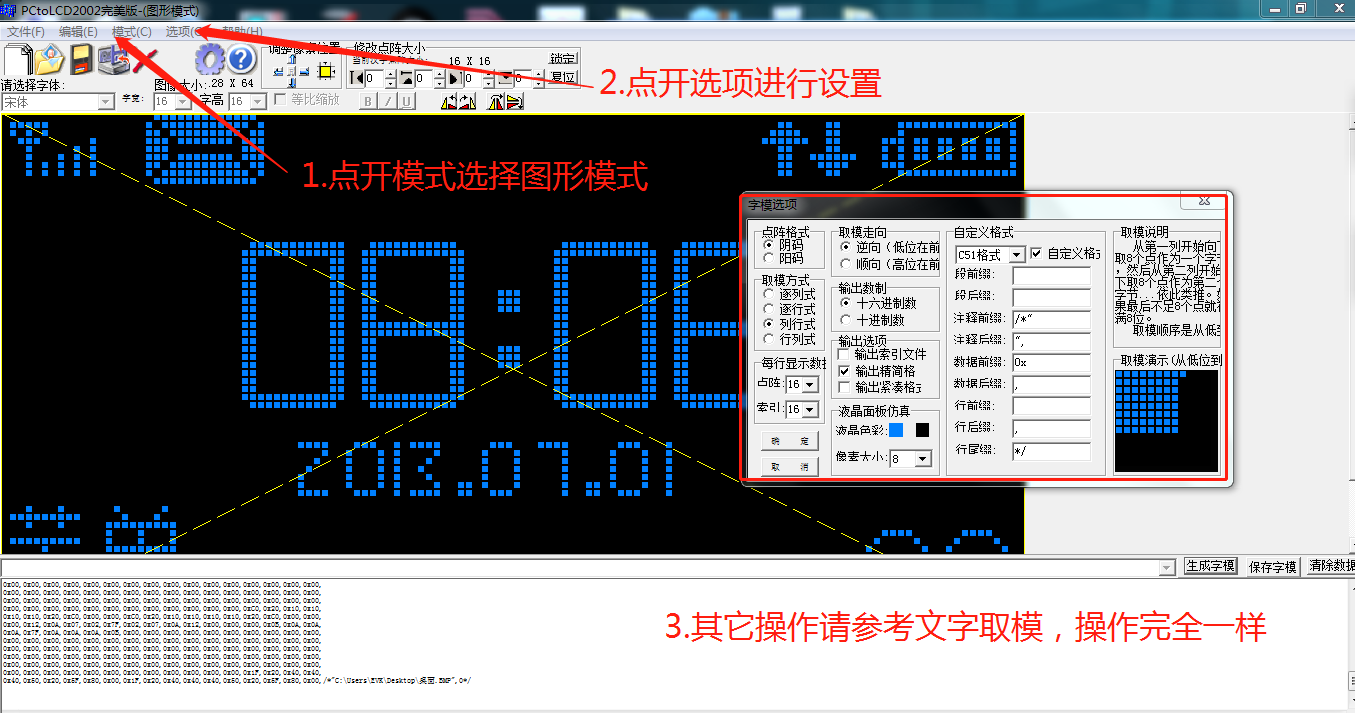 PCtoLCD2002完美版-(图形模式)
文件(F) 编辑(E) 模式(C) 选项(O) 帮助(H)
调整像素位置
修改点阵大小
16 X 16
锁定
复位
0 0 0 0
请选择字体:
图像大小:28 X 64
宋体
字宽:
16
字高
16
等比缩放
B I U
1.点开模式选择图形模式
2.点开选项进行设置
08:08
2013.07.01
菜单
字模选项
点阵格式
阴码
阳码
取模方式
逐列式
逐行式
列行式
行列式
每行显示数据
点阵: 16
索引: 16
确 定
取 消
取模走向
逆向（低位在前
顺向（高位在前
输出数制
十六进制数
十进制数
输出选项
输出索引文件
输出精简格
输出紧凑格式
液晶面板仿真
液晶色彩:
像素大小: 8
自定义格式
C51格式
自定义格式
段前缀:
段后缀:
注释前缀: /*"
注释后缀: ",
数据前缀: 0x
数据后缀: ,
行前缀:
行后缀: ,
行尾缀: */
取模说明
从第一列开始向
取8个点作为一个字
，然后从第二列开始
下取8个点作为第二
字节...依此类推。如
果最后不足8个点就
满8位。
取模顺序是从低到
取模演示(从低位到
生成字模 保存字模 清除数据
/*"C:\Users\EVK\Desktop\桌面.BMP",0*/
3.其它操作请参考文字取模，操作完全一样